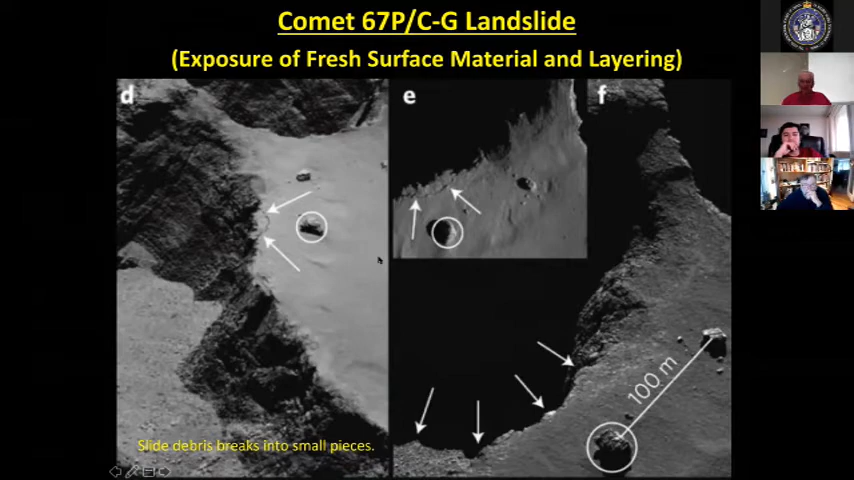 Comet 67P/C-G Landslide
(Exposure of Fresh Surface Material and Layering)
d
e
f
100 m
Slide debris breaks into small pieces.